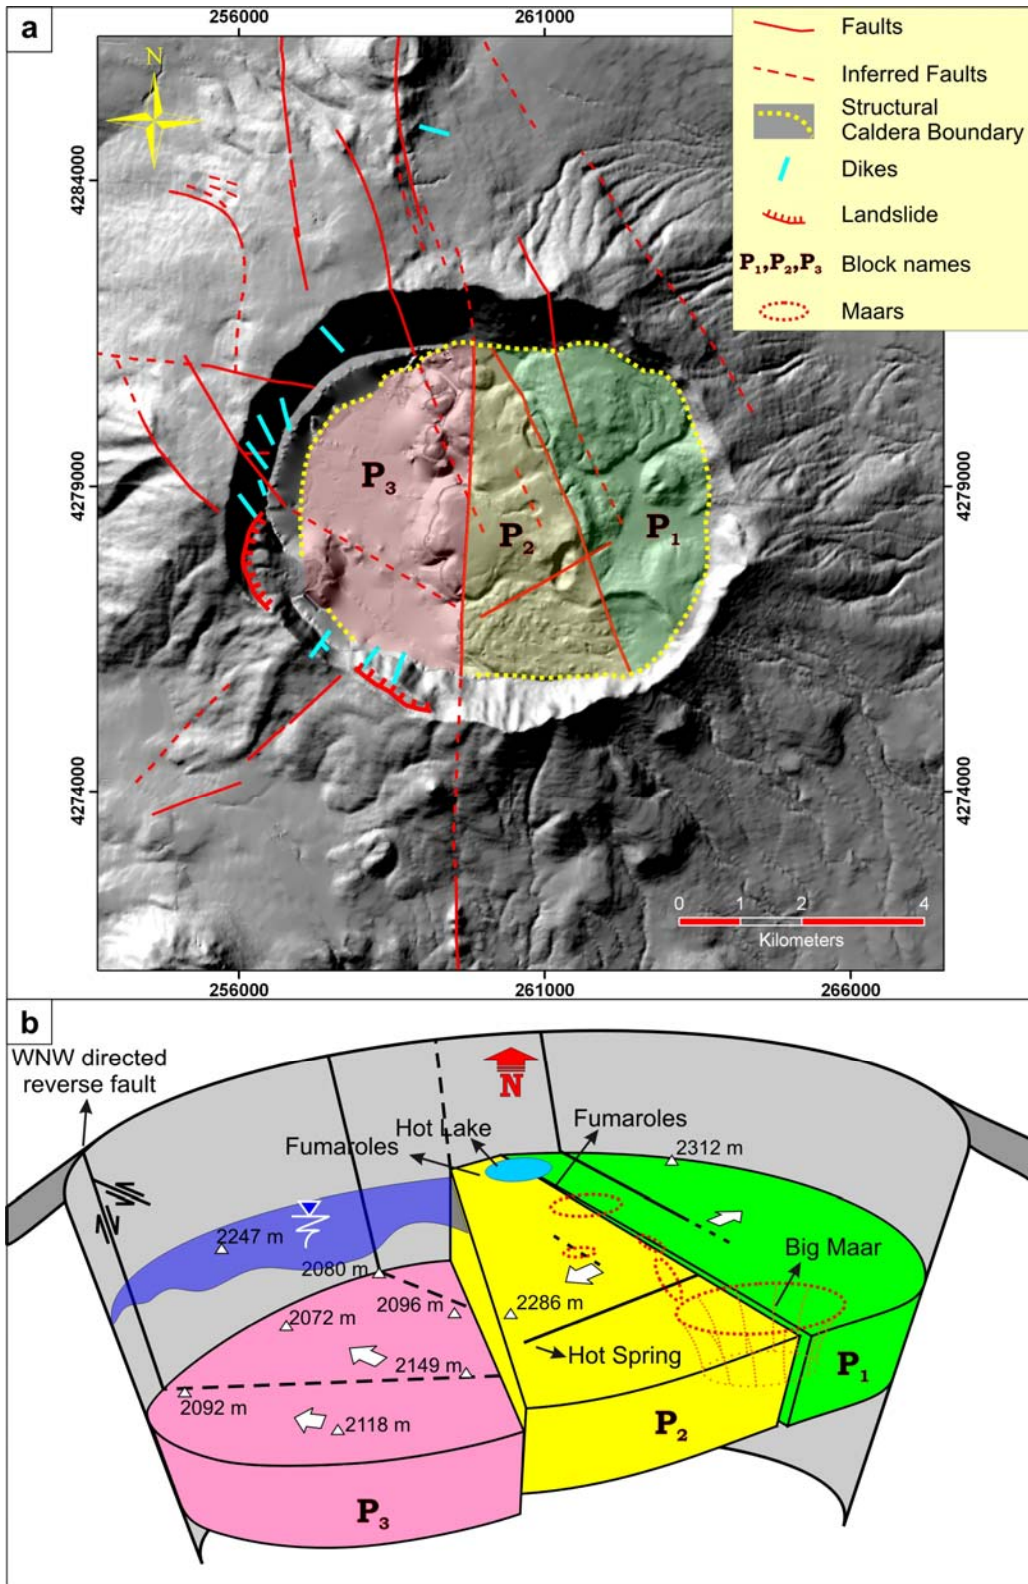 a
256000
261000
N
Faults
Inferred Faults
Structural
Caldera Boundary
Dikes
Landslide
P1,P2,P3 Block names
Maars
4284000
4279000
4279000
4274000
4274000
P3
P2
P1
0 1 2 4
Kilometers
256000
261000
266000
b
WNW directed
reverse fault
N
Fumaroles
Hot Lake
Fumaroles
2312 m
2247 m
2080 m
2096 m
2072 m
2286 m
Big Maar
2149 m
Hot Spring
2092 m
2118 m
P1
P2
P3